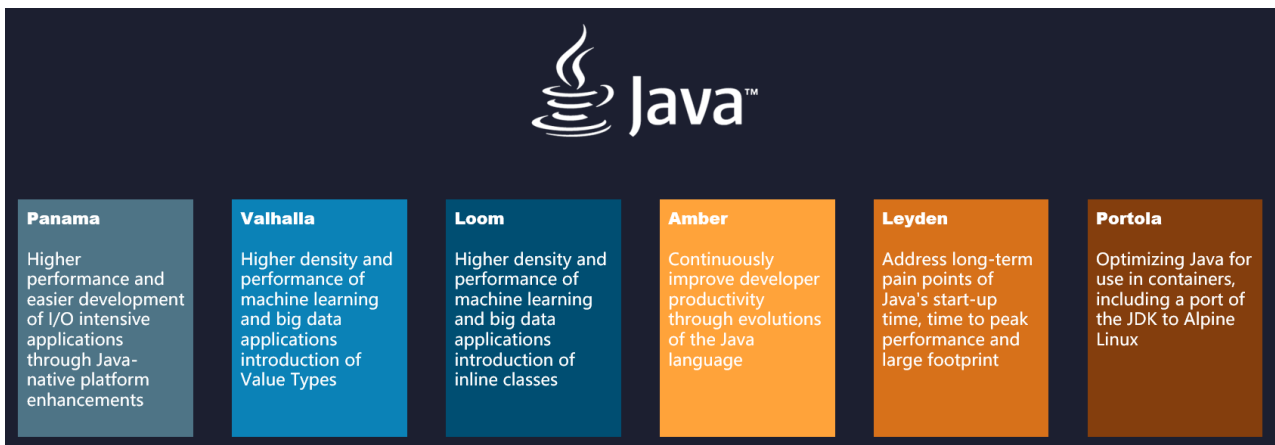 Java™
Panama
Higher
performance and
easier development
of I/O intensive
applications
through Java-
native platform
enhancements
Valhalla
Higher density and
performance of
machine learning
and big data
applications
introduction of
Value Types
Loom
Higher density and
performance of
machine learning
and big data
applications
introduction of
inline classes
Amber
Continuously
improve developer
productivity
through evolutions
of the Java
language
Leyden
Address long-term
pain points of
Java's start-up
time, time to peak
performance and
large footprint
Portola
Optimizing Java for
use in containers,
including a port of
the JDK to Alpine
Linux